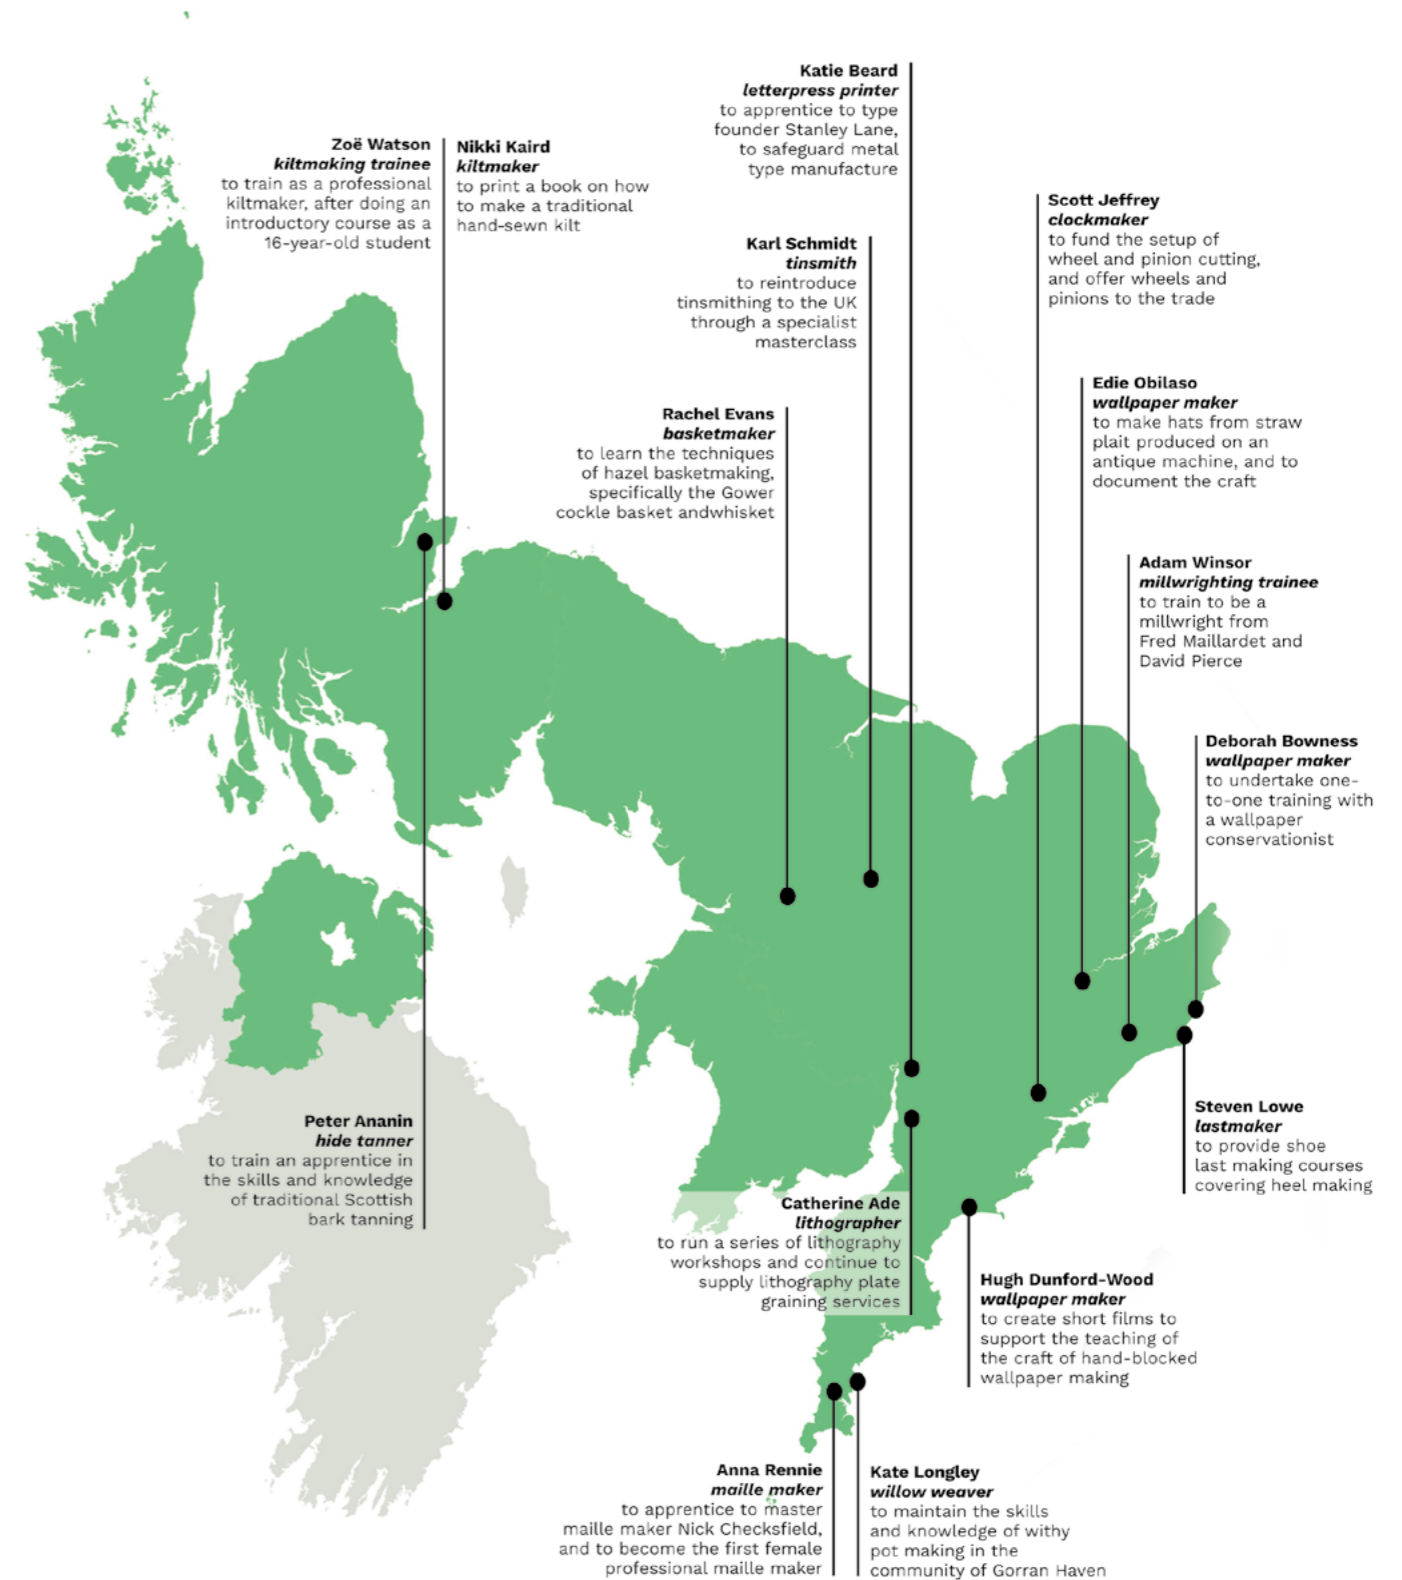 Katie Beard
letterpress printer
to apprentice to type
founder Stanley Lane,
to safeguard metal
type manufacture
Zoë Watson
kiltmaking trainee
to train as a professional
kiltmaker, after doing an
introductory course as a
16-year-old student
Nikki Kaird
kiltmaker
to print a book on how
to make a traditional
hand-sewn kilt
Scott Jeffrey
clockmaker
to fund the setup of
wheel and pinion cutting,
and offer wheels and
pinions to the trade
Karl Schmidt
tinsmith
to reintroduce
tinsmithing to the UK
through a specialist
masterclass
Edie Obilaso
wallpaper maker
to make hats from straw
plait produced on an
antique machine, and to
document the craft
Rachel Evans
basketmaker
to learn the techniques
of hazel basketmaking,
specifically the Gower
cockle basket andwhisket
Adam Winsor
millwrighting trainee
to train to be a
millwright from
Fred Maillardet and
David Pierce
Deborah Bowness
wallpaper maker
to undertake one-
to-one training with
a wallpaper
conservationist
Steven Lowe
lastmaker
to provide shoe
last making courses
covering heel making
Peter Ananin
hide tanner
to train an apprentice in
the skills and knowledge
of traditional Scottish
bark tanning
Catherine Ade
lithographer
to run a series of lithography
workshops and continue to
supply lithography plate
graining services
Hugh Dunford-Wood
wallpaper maker
to create short films to
support the teaching of
the craft of hand-blocked
wallpaper making
Anna Rennie
maille maker
to apprentice to master
maille maker Nick Checksfield,
and to become the first female
professional maille maker
Kate Longley
willow weaver
to maintain the skills
and knowledge of withy
pot making in the
community of Gorran Haven